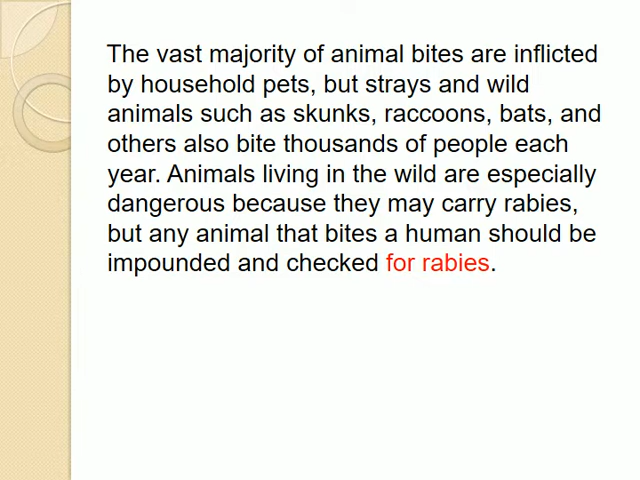 The vast majority of animal bites are inflicted
by household pets, but strays and wild
animals such as skunks, raccoons, bats, and
others also bite thousands of people each
year. Animals living in the wild are especially
dangerous because they may carry rabies,
but any animal that bites a human should be
impounded and checked for rabies.